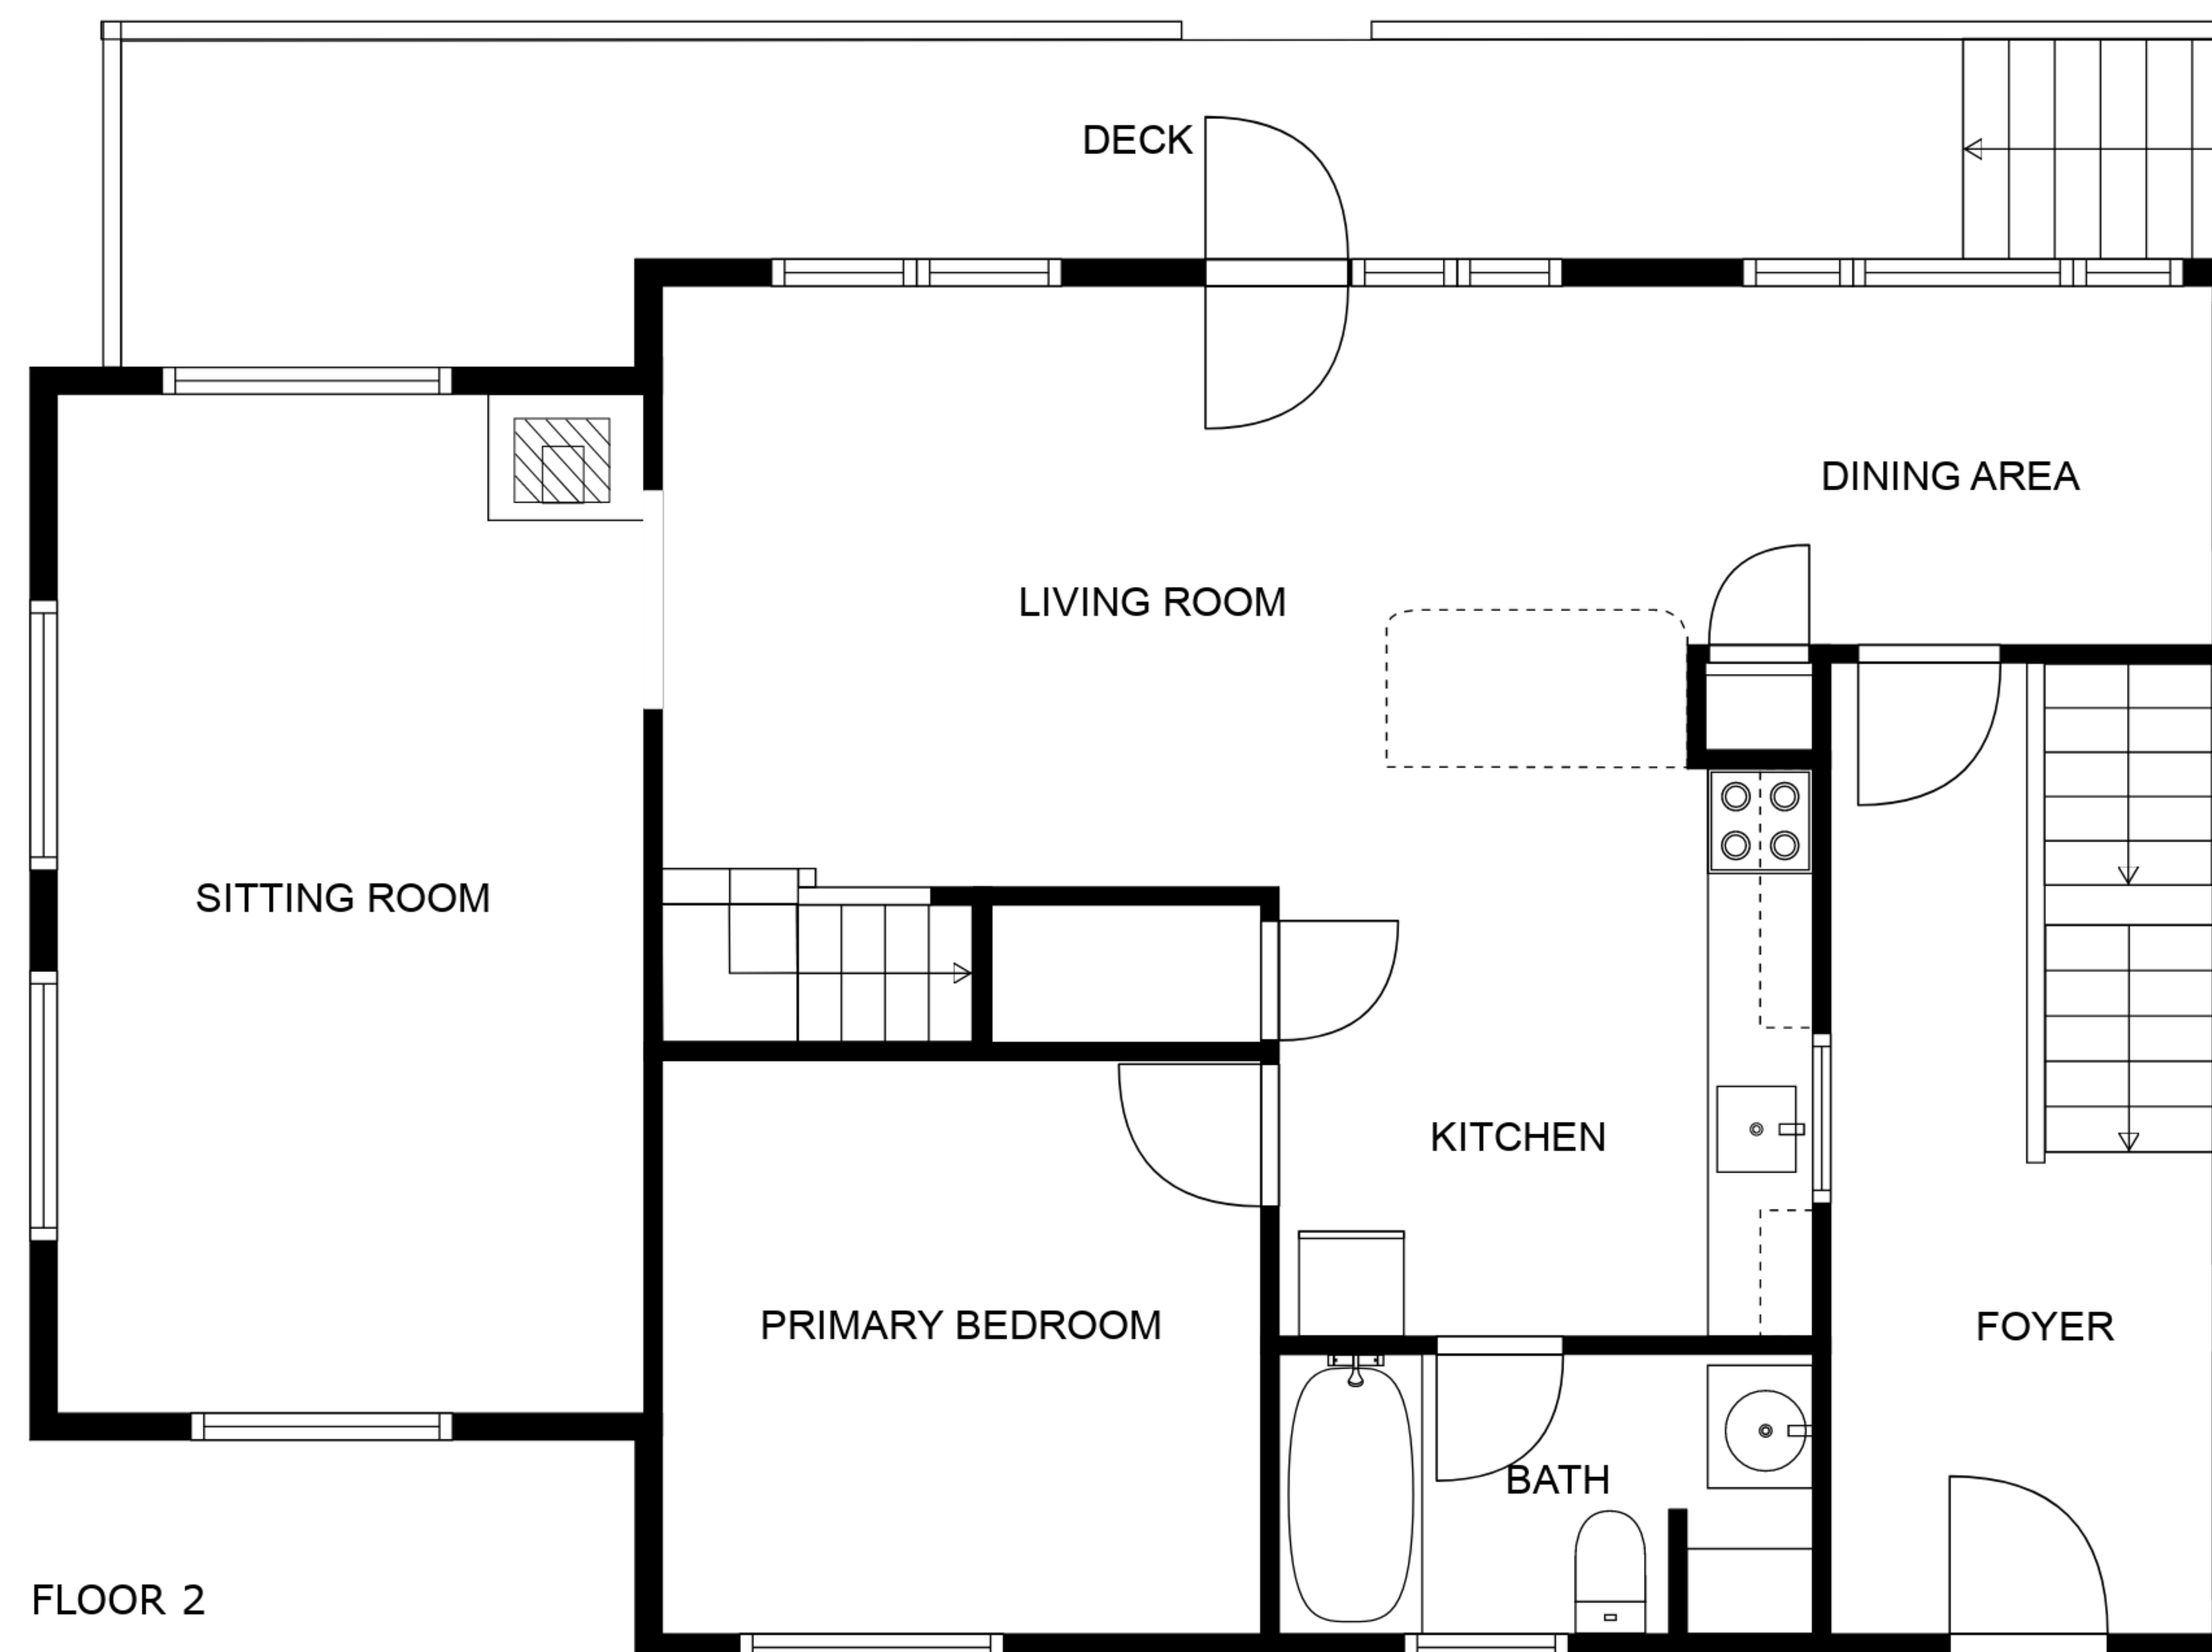 DECK
DINING AREA
LIVING ROOM
SITTING ROOM
KITCHEN
PRIMARY BEDROOM
FOYER
BATH
FLOOR 2